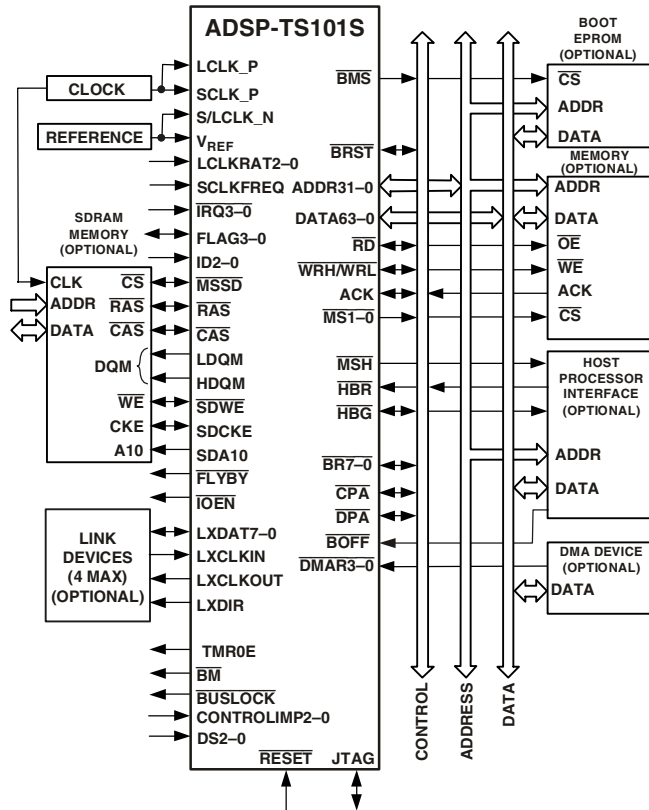 ADSP-TS101S
CLOCK
REFERENCE
LCLK_P
SCLK_P
S/LCLK_N
VREF
LCLKRAT2–0
SCLKFREQ
IRQ3–0
FLAG3–0
ID2–0
MSSD
RAS
CAS
LDQM
HDQM
SDWE
SDCKE
SDA10
FLYBY
IOEN
LXDAT7–0
LXCLKIN
LXCLKOUT
LXDIR
TMR0E
BM
BUSLOCK
CONTROLIMP2–0
DS2–0
RESET
JTAG
SDRAM
MEMORY
(OPTIONAL)
CLK
ADDR
DATA
CS
RAS
CAS
DQM
WE
CKE
A10
LINK
DEVICES
(4 MAX)
(OPTIONAL)
BMS
BRST
ADDR31–0
DATA63–0
RD
WRH/WRL
ACK
MS1–0
MSH
HBR
HBG
BR7–0
CPA
DPA
BOFF
DMAR3–0
CONTROL
ADDRESS
DATA
BOOT
EPROM
(OPTIONAL)
CS
ADDR
DATA
MEMORY
(OPTIONAL)
ADDR
DATA
OE
WE
ACK
CS
HOST
PROCESSOR
INTERFACE
(OPTIONAL)
ADDR
DATA
DMA DEVICE
(OPTIONAL)
DATA